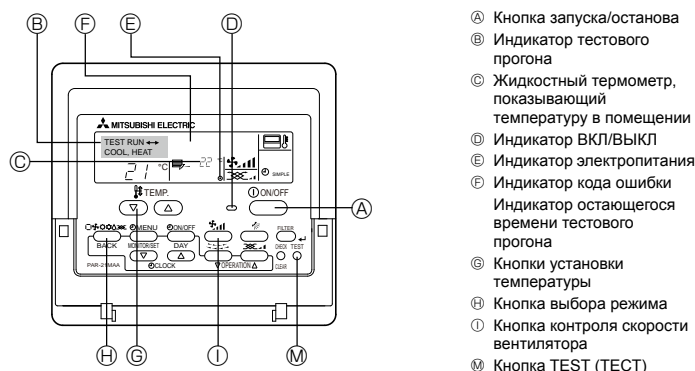 Ⓑ Ⓕ Ⓔ Ⓓ
MITSUBISHI ELECTRIC
TEST RUN
COOL, HEAT
21 °C
22 °C
SIMPLE
Ⓒ
TEMP.
ON/OFF
Ⓐ
MENU ON/OFF FILTER
BACK MONITOR/SET DAY CHECK TEST
PAR-21MAA CLOCK OPERATION CLEAR
Ⓗ Ⓖ Ⓘ Ⓜ
Ⓐ Кнопка запуска/останова
Ⓑ Индикатор тестового
прогона
Ⓒ Жидкостный термометр,
показывающий
температуру в помещении
Ⓓ Индикатор ВКЛ/ВЫКЛ
Ⓔ Индикатор электропитания
Ⓕ Индикатор кода ошибки
Индикатор остающегося
времени тестового
прогона
Ⓖ Кнопки установки
температуры
Ⓗ Кнопка выбора режима
Ⓘ Кнопка контроля скорости
вентилятора
Ⓜ Кнопка TEST (ТЕСТ)